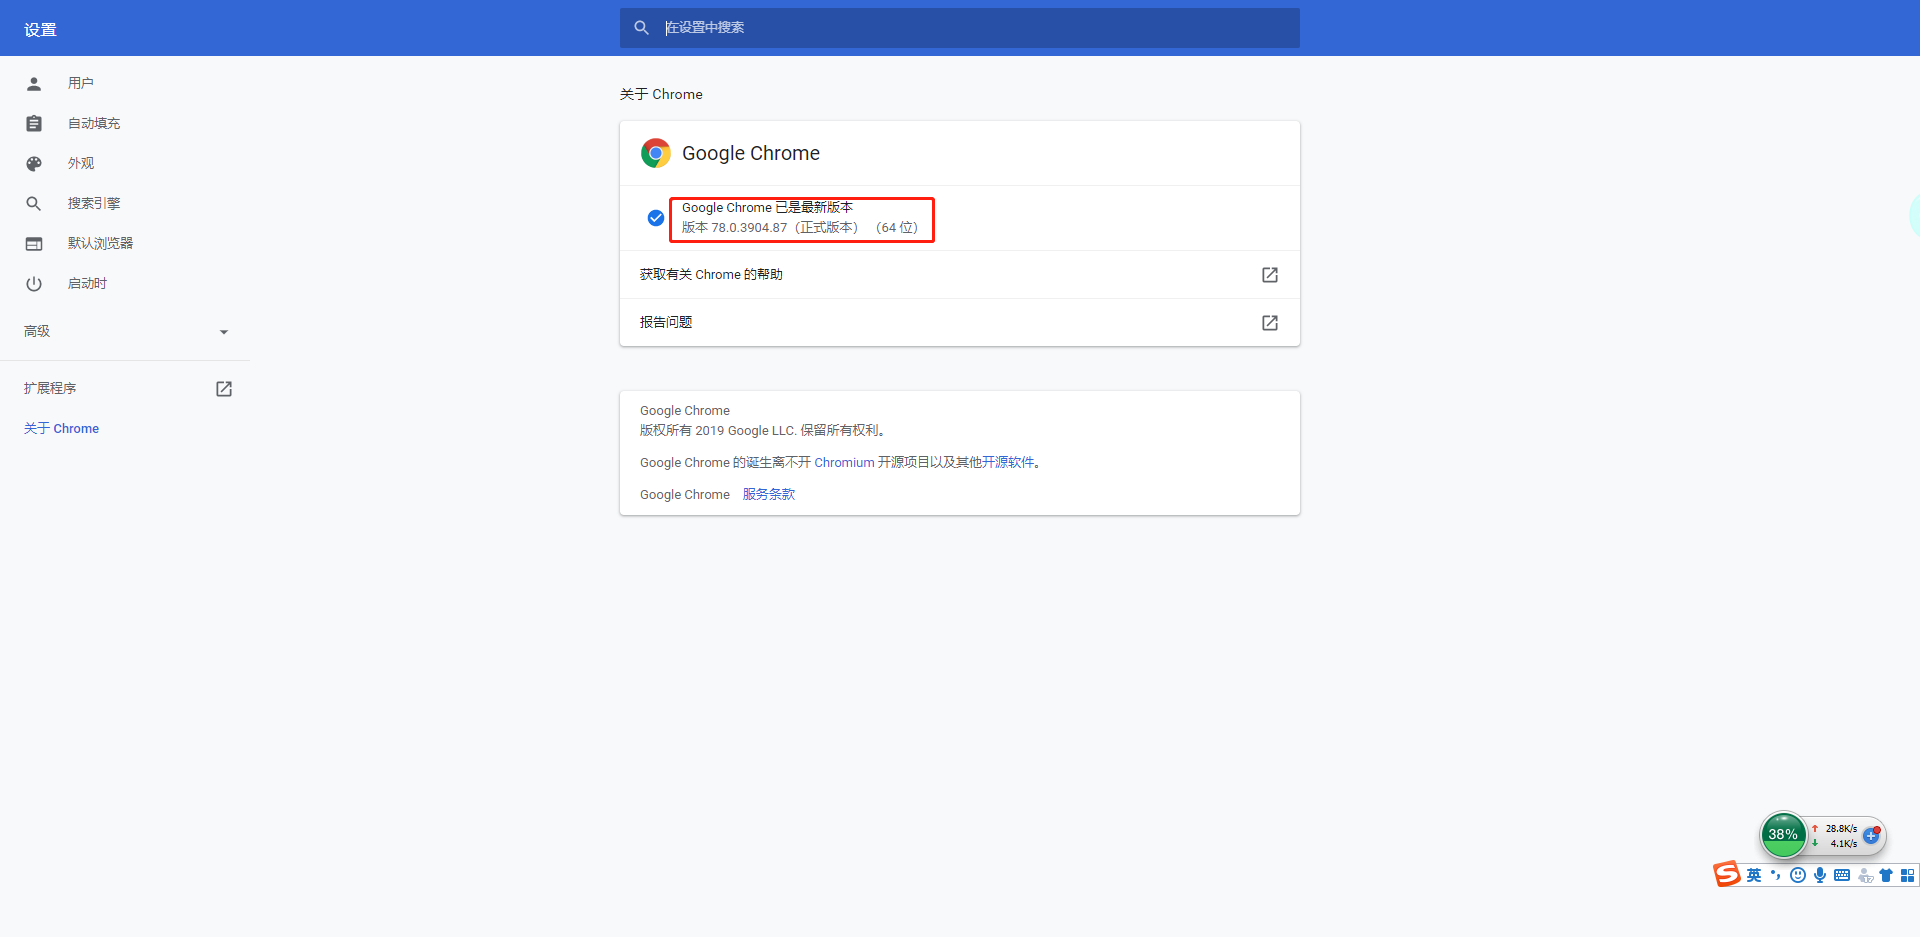 设置
在设置中搜索
用户
自动填充
外观
搜索引擎
默认浏览器
启动时
高级
扩展程序
关于 Chrome
关于 Chrome
Google Chrome
Google Chrome 已是最新版本
版本 78.0.3904.87（正式版本） （64 位）
获取有关 Chrome 的帮助
报告问题
Google Chrome
版权所有 2019 Google LLC. 保留所有权利。
Google Chrome 的诞生离不开 Chromium 开源项目以及其他开源软件。
Google Chrome 服务条款
38%
28.8K/s
4.1K/s
S 英